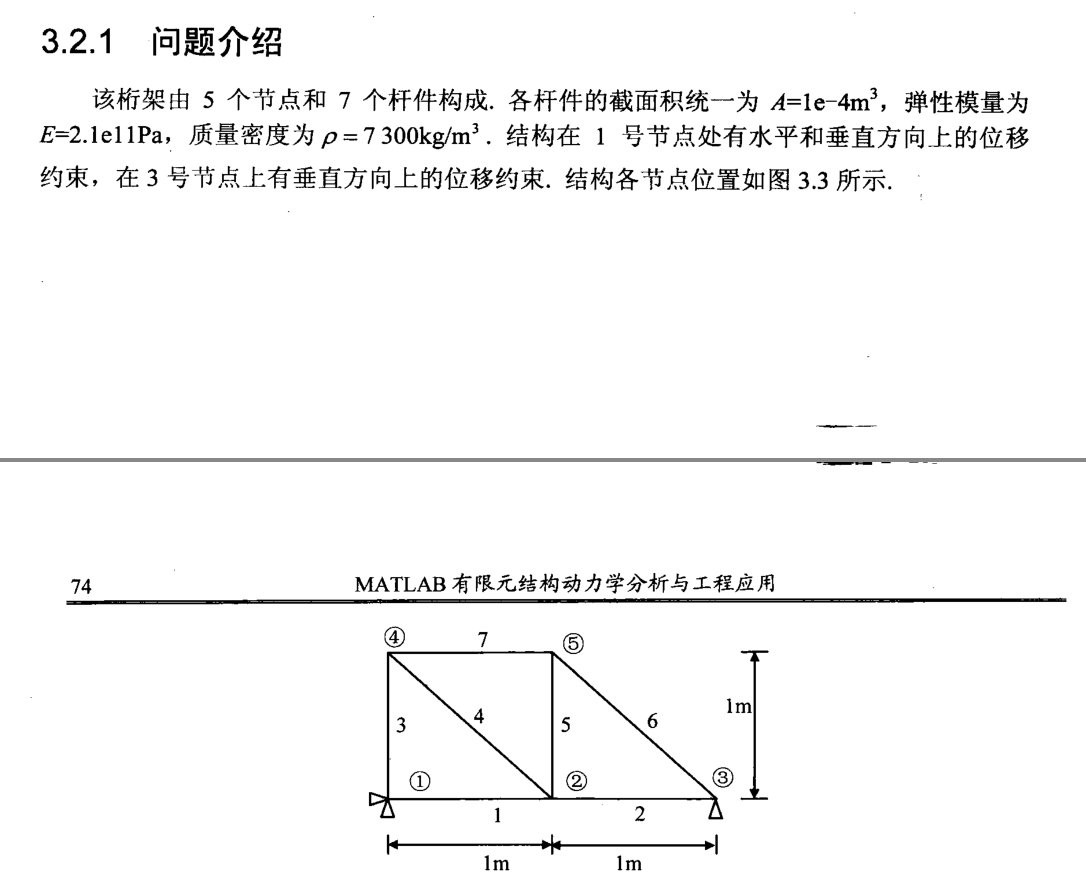 3.2.1 问题介绍
该桁架由 5 个节点和 7 个杆件构成. 各杆件的截面积统一为 A=1e-4m³，弹性模量为
E=2.1e11Pa，质量密度为 ρ=7 300kg/m³. 结构在 1 号节点处有水平和垂直方向上的位移
约束，在 3 号节点上有垂直方向上的位移约束. 结构各节点位置如图 3.3 所示.
74 MATLAB 有限元结构动力学分析与工程应用
④ 7 ⑤
1m
3 4 5 6
① ② ③
1 2
1m 1m